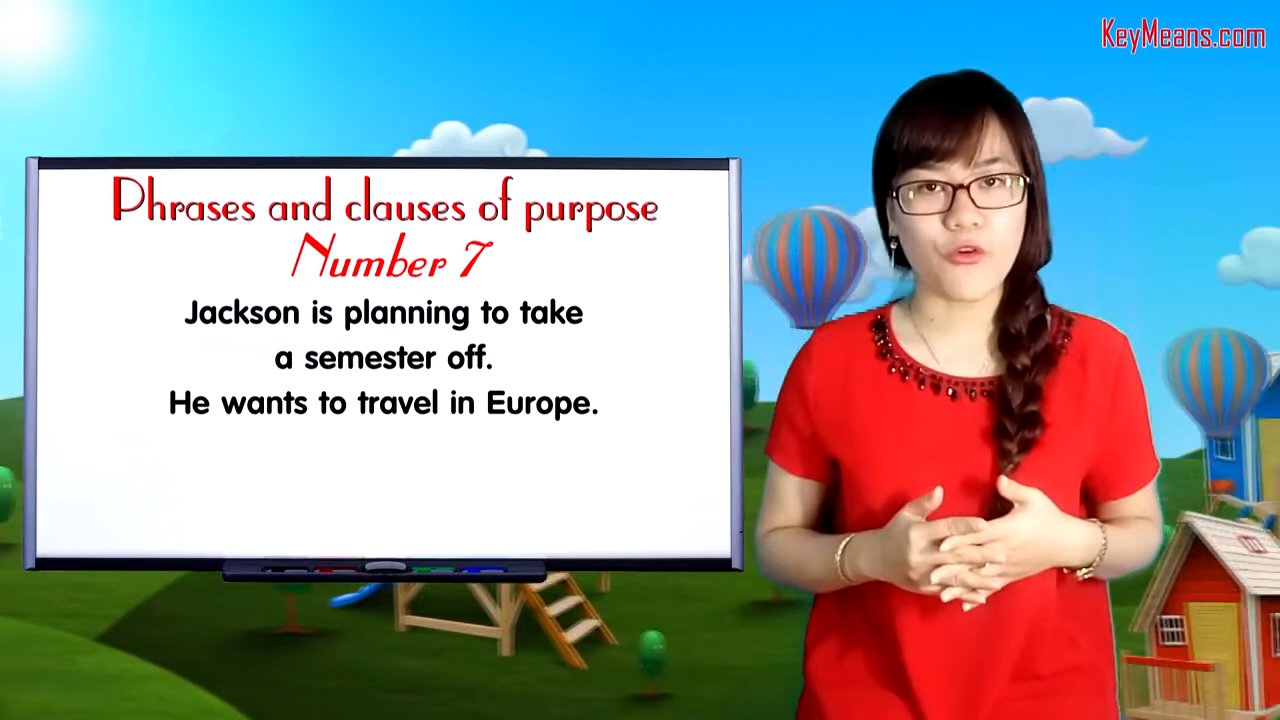 KeyMeans.com
Phrases and clauses of purpose
Number 7
Jackson is planning to take
a semester off.
He wants to travel in Europe.